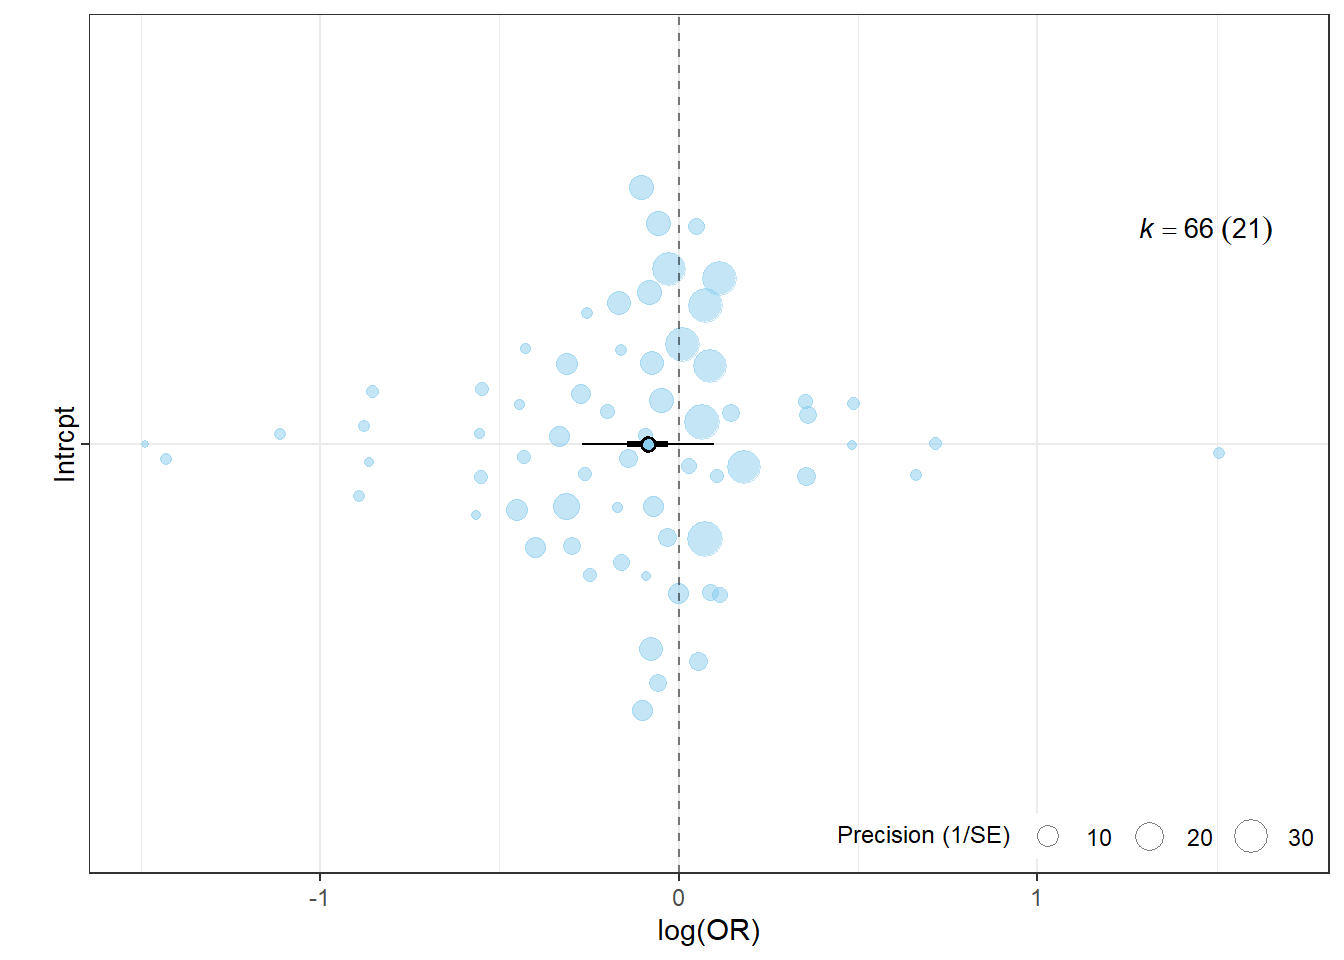 k = 66 (21)
Intrcpt
Precision (1/SE) 10 20 30
-1 0 1
log(OR)